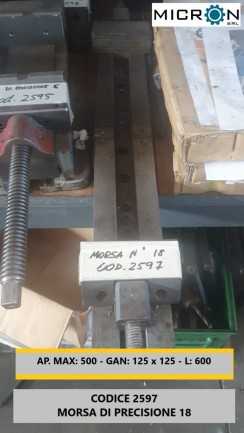 MICRON
SRL
cod. 2595
MORSA N° 18
COD. 2597
AP. MAX: 500 - GAN: 125 x 125 - L: 600
CODICE 2597
MORSA DI PRECISIONE 18